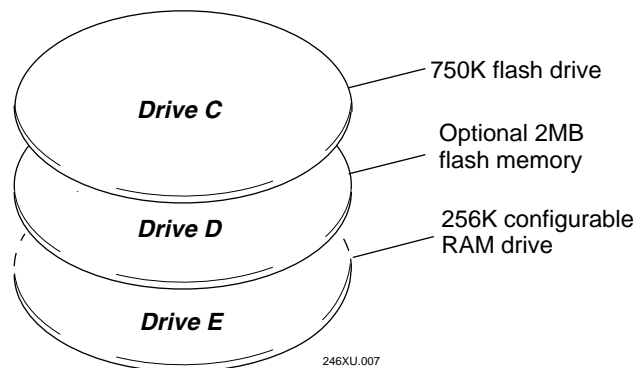 Drive C
750K flash drive
Optional 2MB
flash memory
Drive D
256K configurable
RAM drive
Drive E
246XU.007